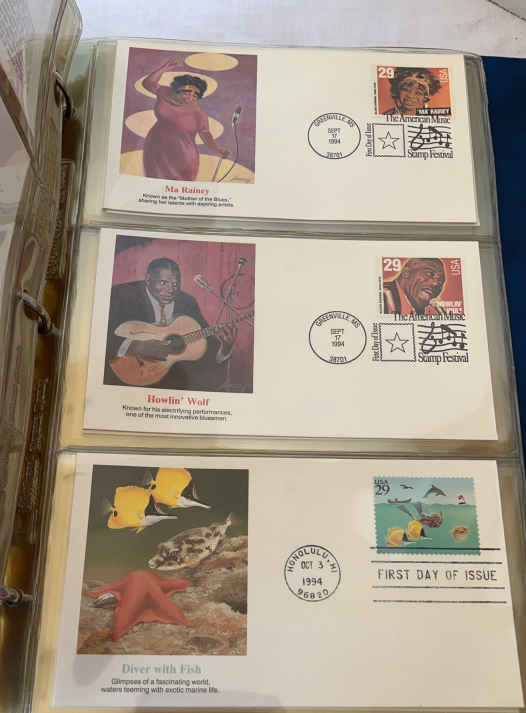 29
USA
MA RAINEY
GREENVILLE, MS
SEPT
17
1994
38701
First Day of Issue
The American Music
Stamp Festival
Ma Rainey
Known as the "Mother of the Blues,"
sharing her talents with aspiring artists.
29
USA
HOWLIN'
GREENVILLE, MS
SEPT
17
1994
38701
First Day of Issue
The American Music
Stamp Festival
Howlin' Wolf
Known for his electrifying performances,
one of the most innovative bluesmen.
USA
29
HONOLULU, HI
OCT 3
1994
96820
FIRST DAY OF ISSUE
Diver with Fish
Glimpses of a fascinating world,
waters teeming with exotic marine life.